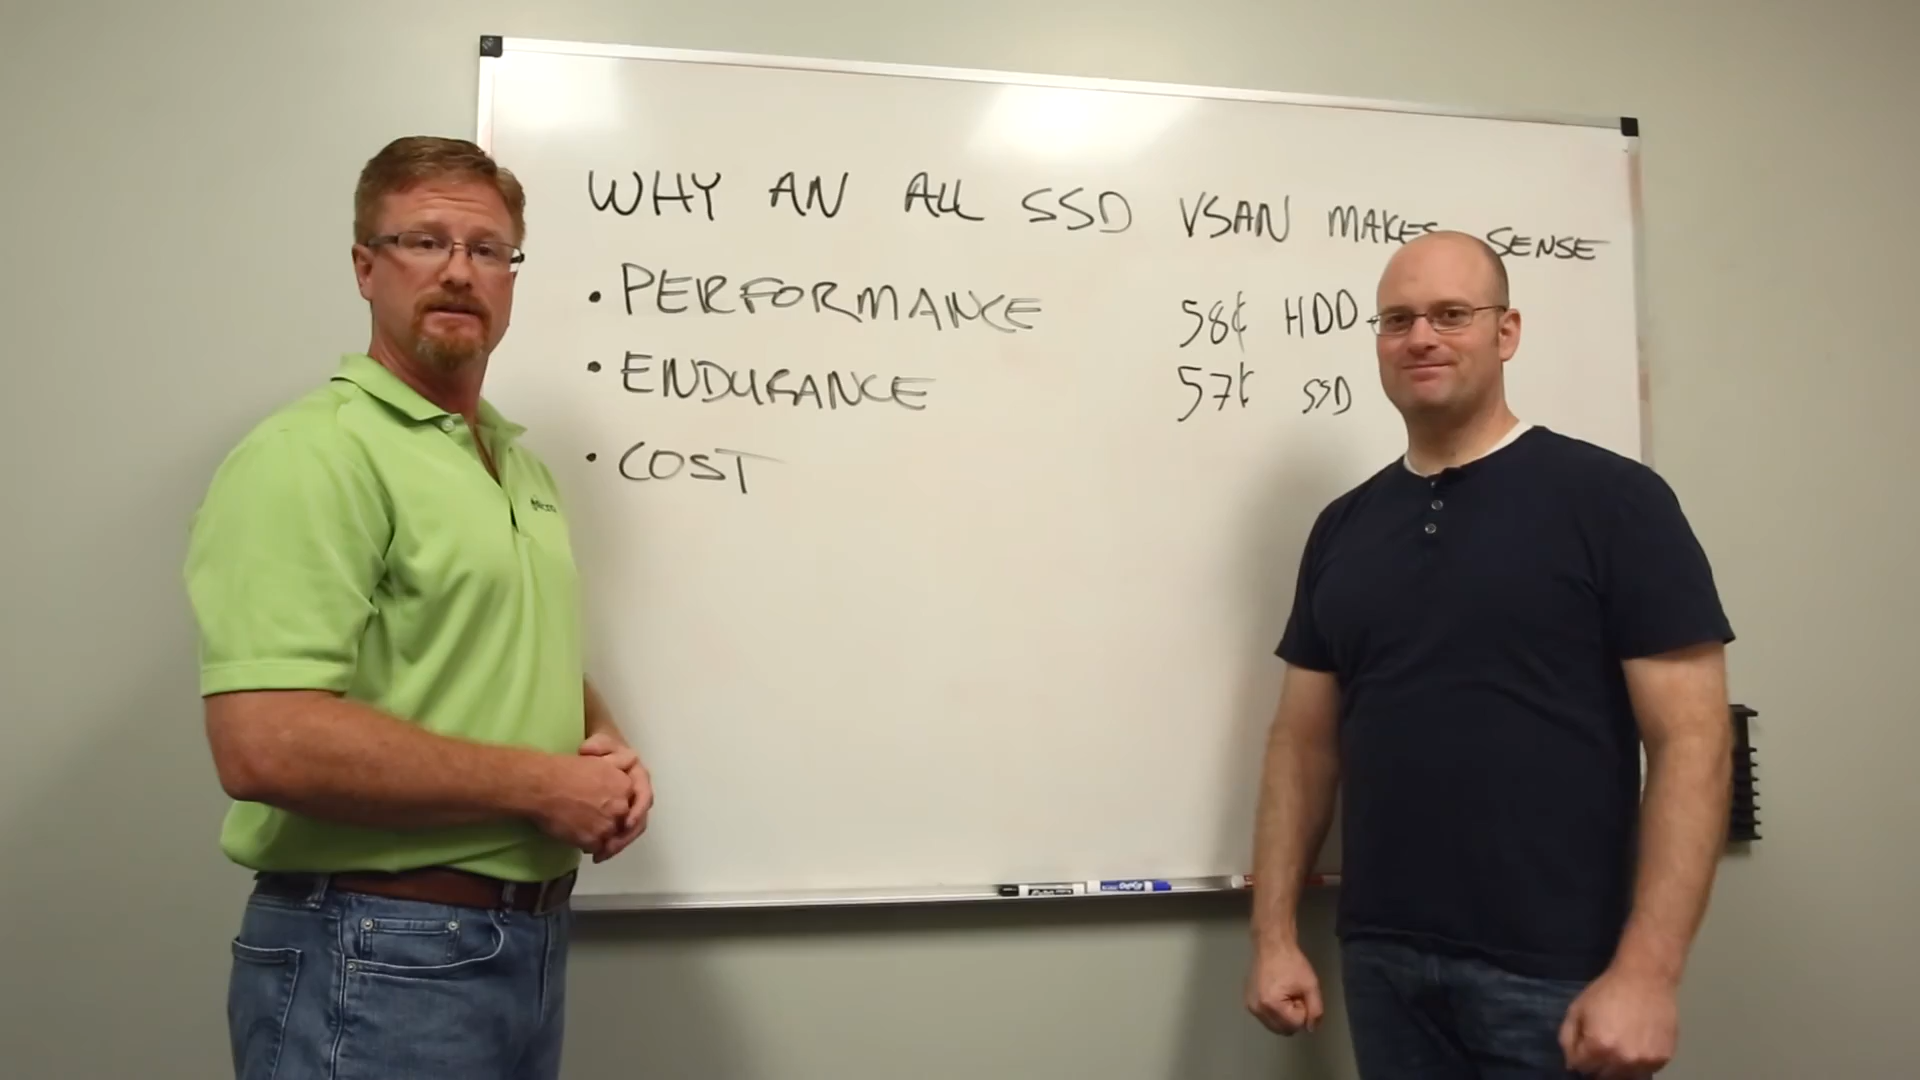 WHY AN ALL SSD VSAN MAKES SENSE
• PERFORMANCE
58¢ HDD
• ENDURANCE
57¢ SSD
• COST